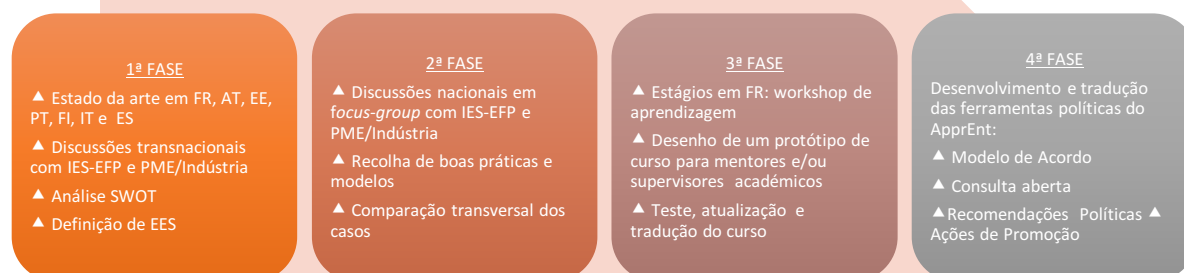 1ª FASE
▲ Estado da arte em FR, AT, EE,
PT, FI, IT e ES
▲ Discussões transnacionais
com IES-EFP e PME/Indústria
▲ Análise SWOT
▲ Definição de EES
2ª FASE
▲ Discussões nacionais em
focus-group com IES-EFP e
PME/Indústria
▲ Recolha de boas práticas e
modelos
▲ Comparação transversal dos
casos
3ª FASE
▲ Estágios em FR: workshop de
aprendizagem
▲ Desenho de um protótipo de
curso para mentores e/ou
supervisores académicos
▲ Teste, atualização e
tradução do curso
4ª FASE
Desenvolvimento e tradução
das ferramentas políticas do
ApprEnt:
▲ Modelo de Acordo
▲ Consulta aberta
▲Recomendações Políticas ▲
Ações de Promoção